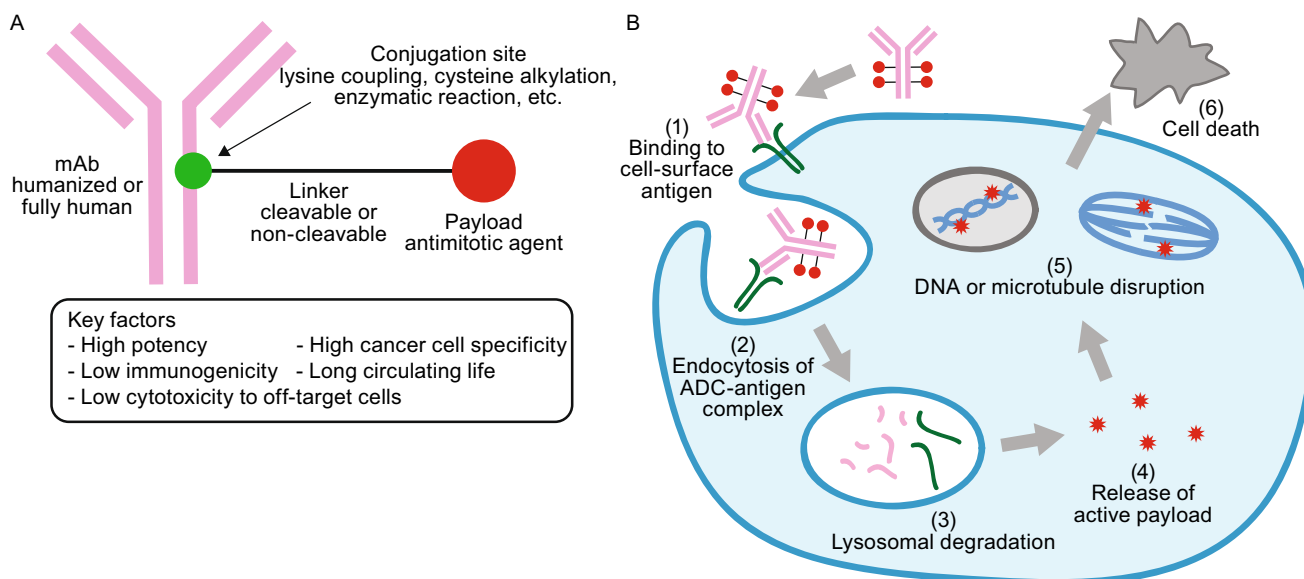 A
Conjugation site
lysine coupling, cysteine alkylation,
enzymatic reaction, etc.
mAb
humanized or
fully human
Linker
cleavable or
non-cleavable
Payload
antimitotic agent
Key factors
- High potency
- High cancer cell specificity
- Low immunogenicity
- Long circulating life
- Low cytotoxicity to off-target cells
B
(1)
Binding to
cell-surface
antigen
(2)
Endocytosis of
ADC-antigen
complex
(3)
Lysosomal degradation
(4)
Release of
active payload
(5)
DNA or microtubule disruption
(6)
Cell death